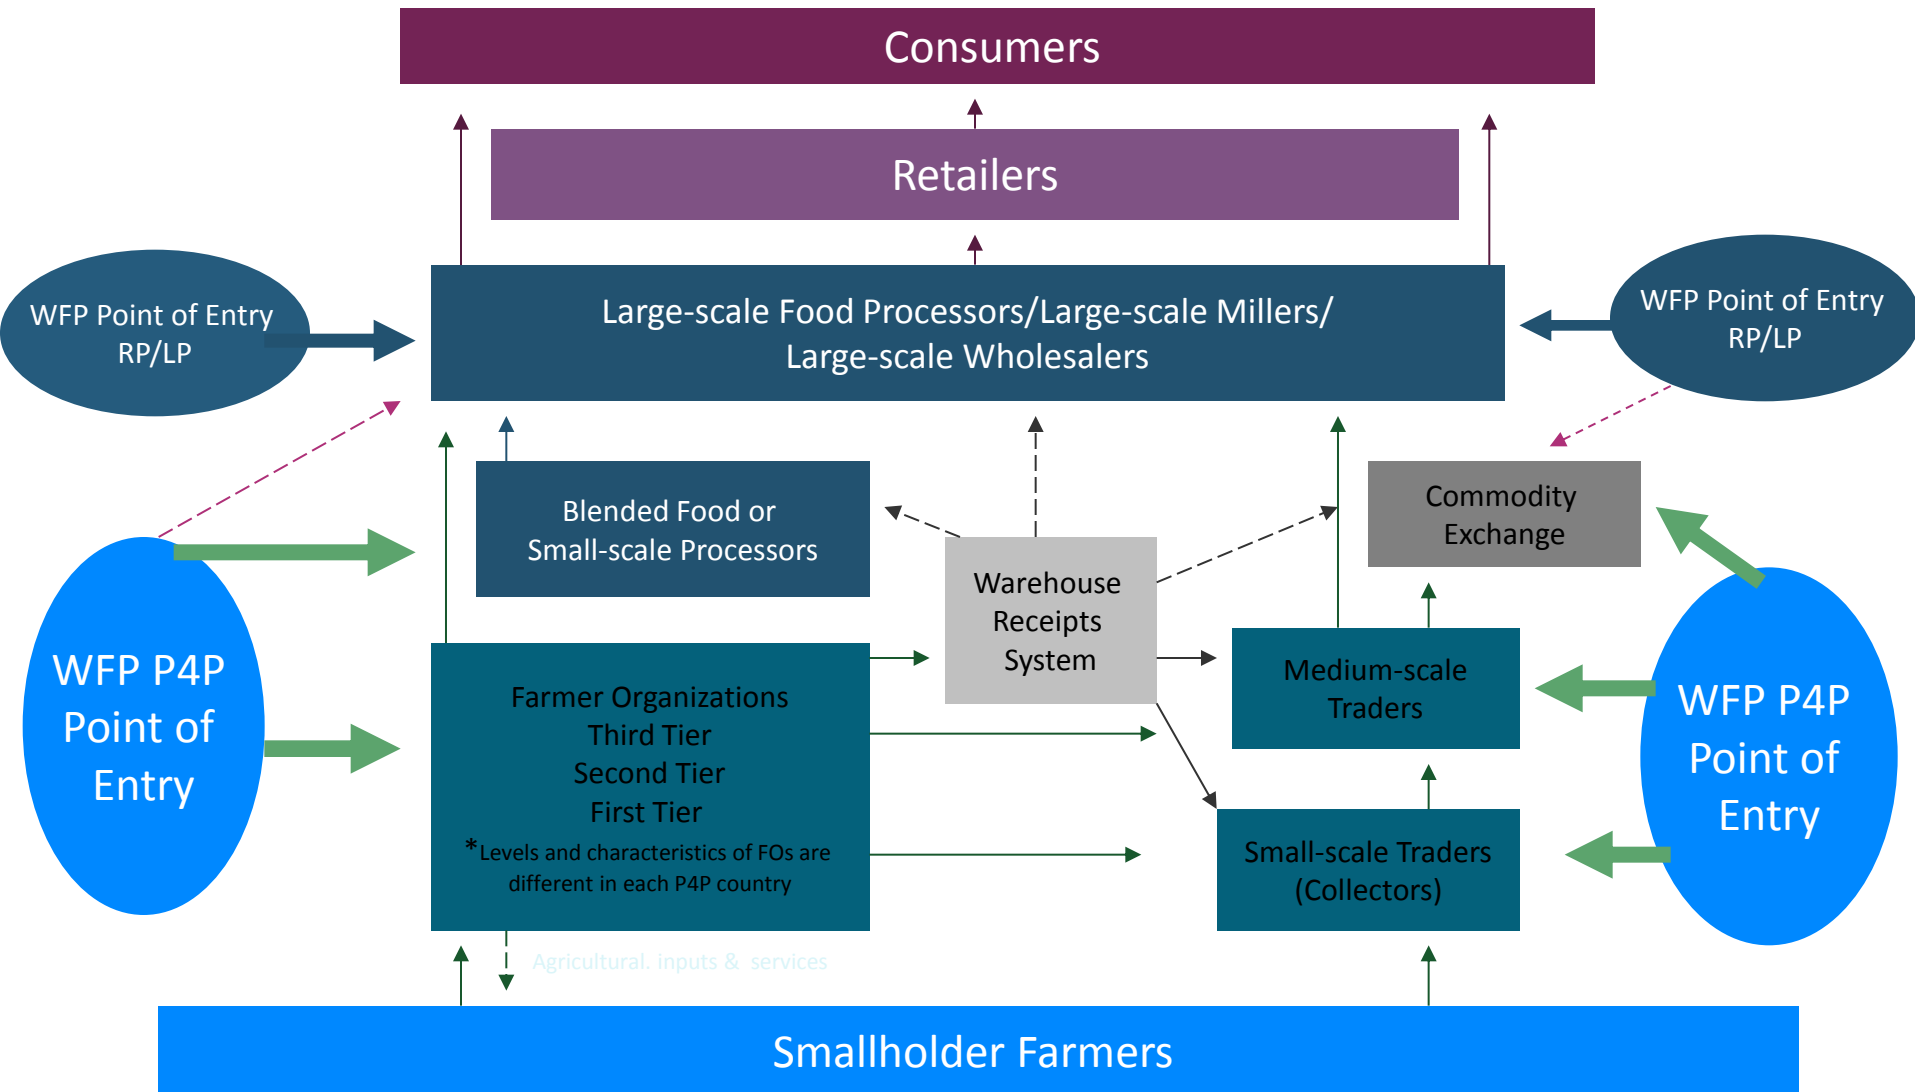 Consumers
Retailers
WFP Point of Entry
RP/LP
Large-scale Food Processors/Large-scale Millers/
Large-scale Wholesalers
WFP Point of Entry
RP/LP
Blended Food or
Small-scale Processors
Commodity
Exchange
Warehouse
Receipts
System
WFP P4P
Point of
Entry
Farmer Organizations
Third Tier
Second Tier
First Tier
*Levels and characteristics of FOs are
different in each P4P country
Medium-scale
Traders
WFP P4P
Point of
Entry
Small-scale Traders
(Collectors)
Agricultural. inputs & services
Smallholder Farmers